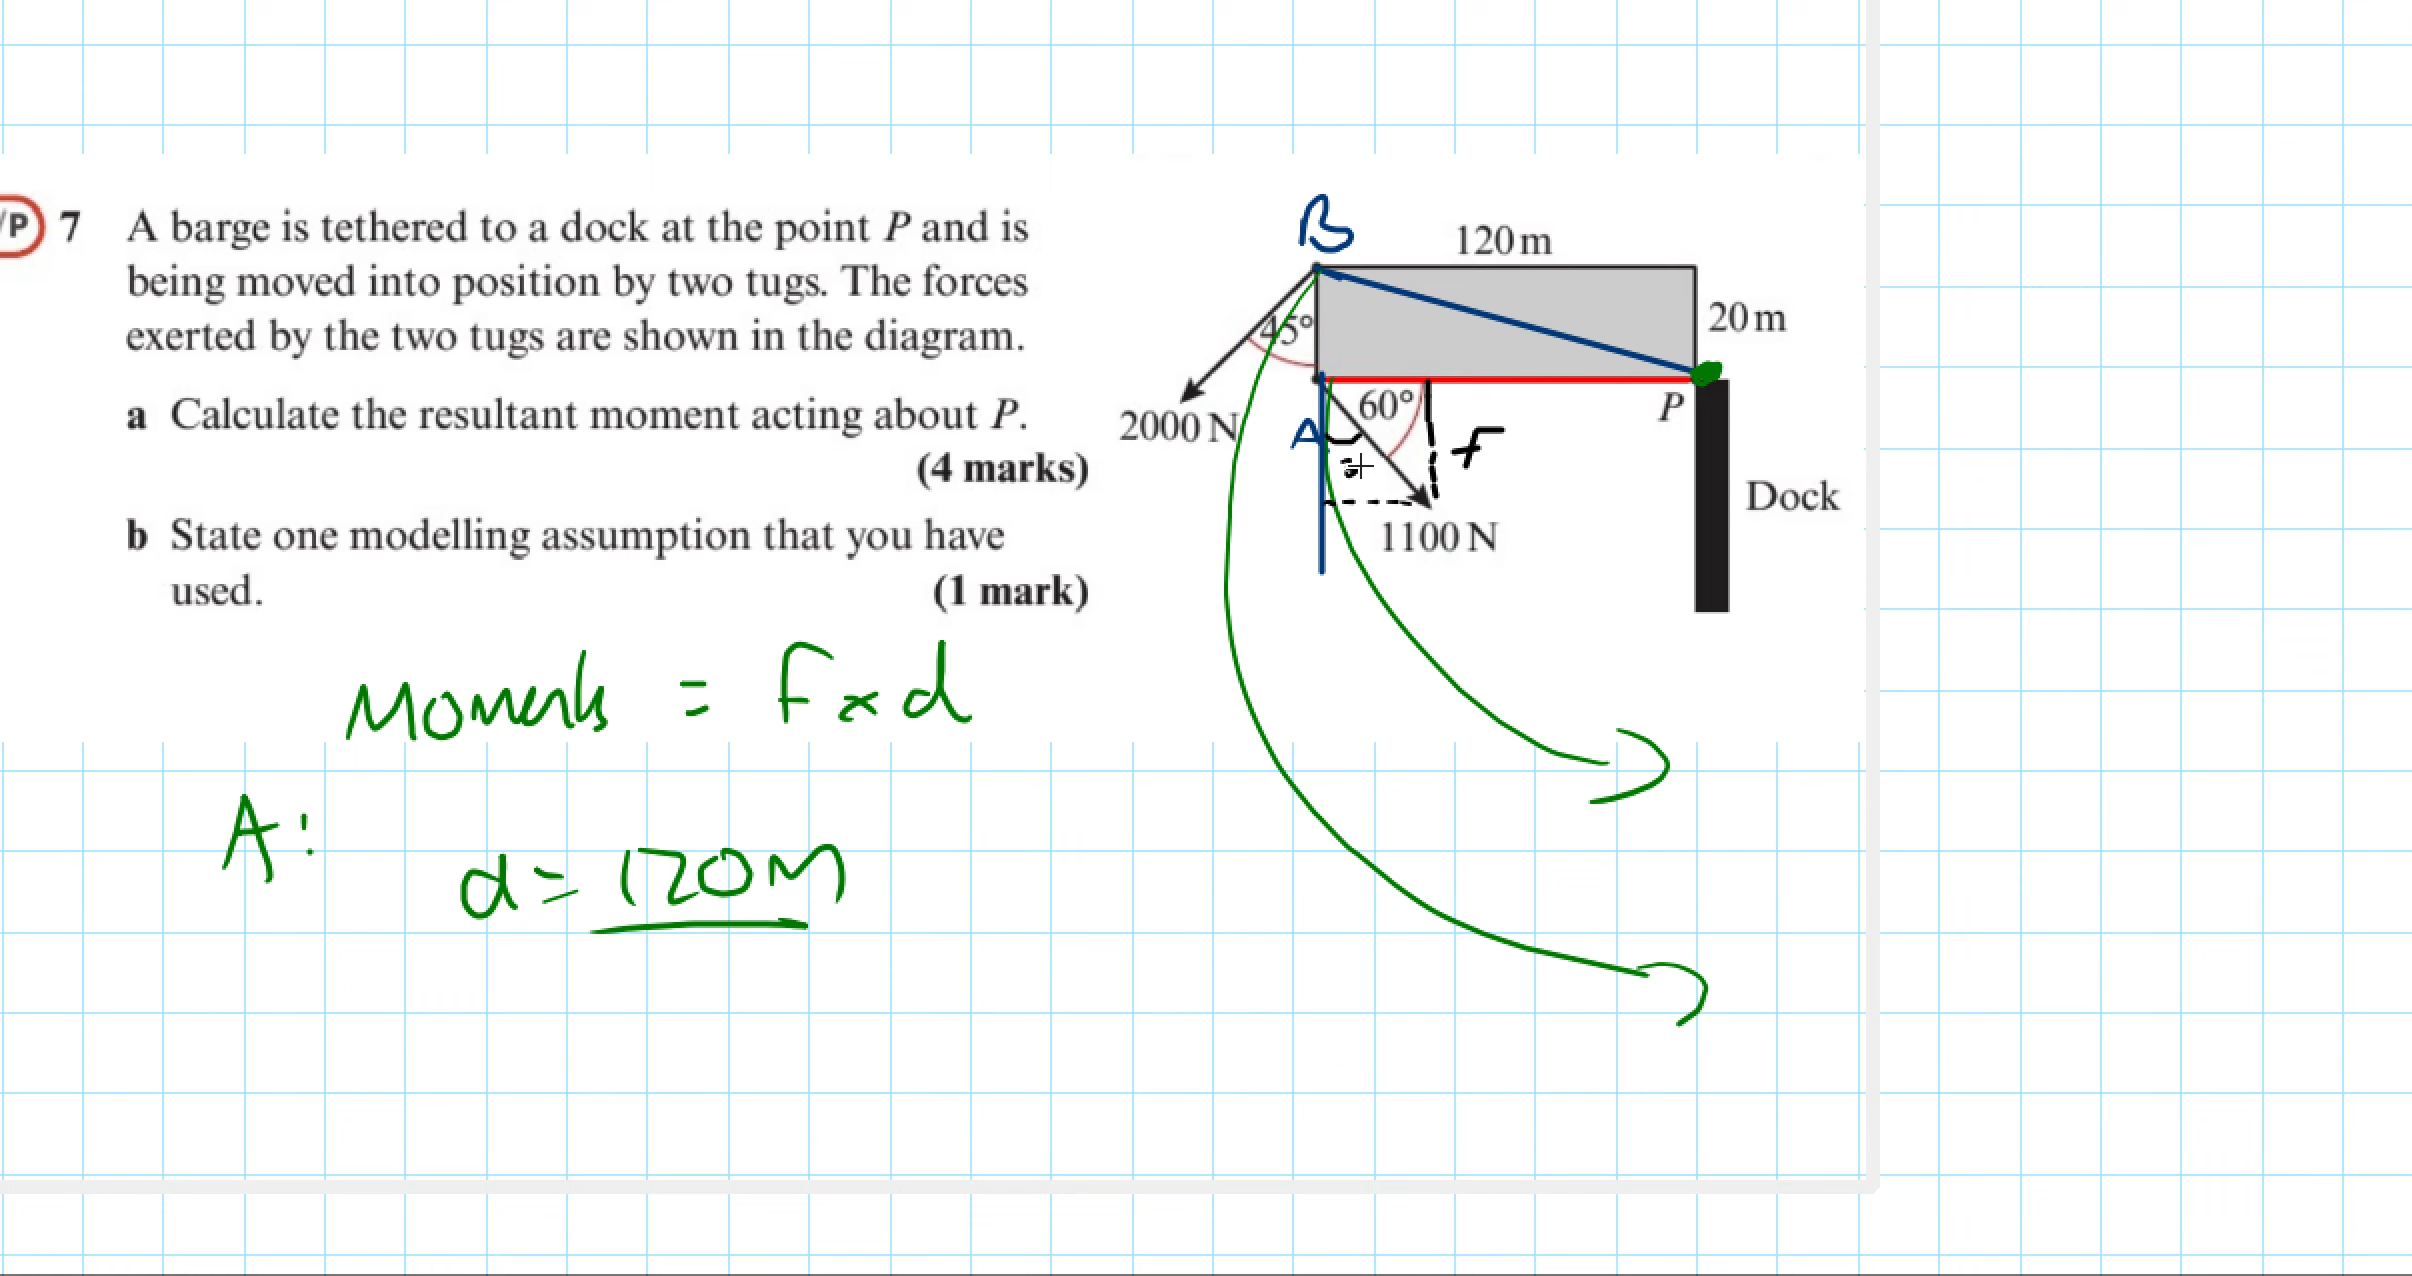 /P 7 A barge is tethered to a dock at the point P and is
being moved into position by two tugs. The forces
exerted by the two tugs are shown in the diagram.
a Calculate the resultant moment acting about P.
(4 marks)
b State one modelling assumption that you have
used. (1 mark)
B
120 m
20 m
45°
2000 N
A
60°
F
P
1100 N
Dock
Moments = F × d
A:
d = 120m